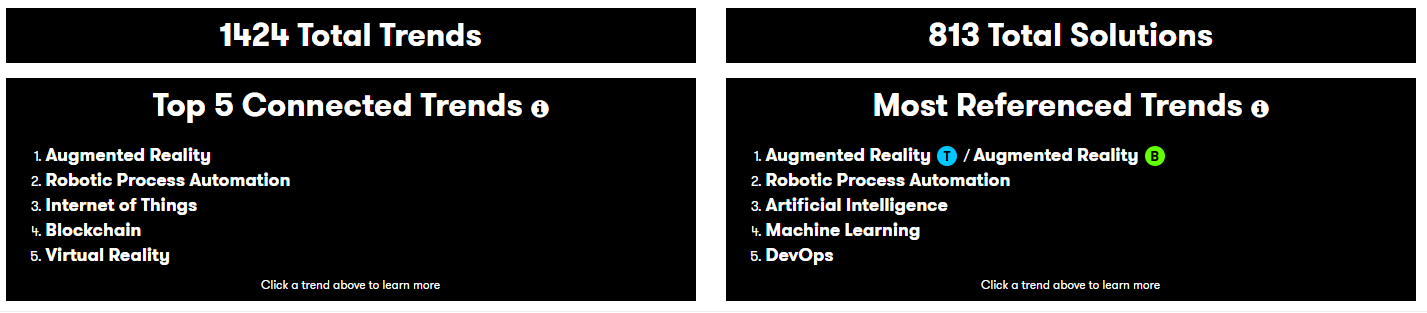 1424 Total Trends
813 Total Solutions
Top 5 Connected Trends i
1. Augmented Reality
2. Robotic Process Automation
3. Internet of Things
4. Blockchain
5. Virtual Reality
Click a trend above to learn more
Most Referenced Trends i
1. Augmented Reality T / Augmented Reality B
2. Robotic Process Automation
3. Artificial Intelligence
4. Machine Learning
5. DevOps
Click a trend above to learn more